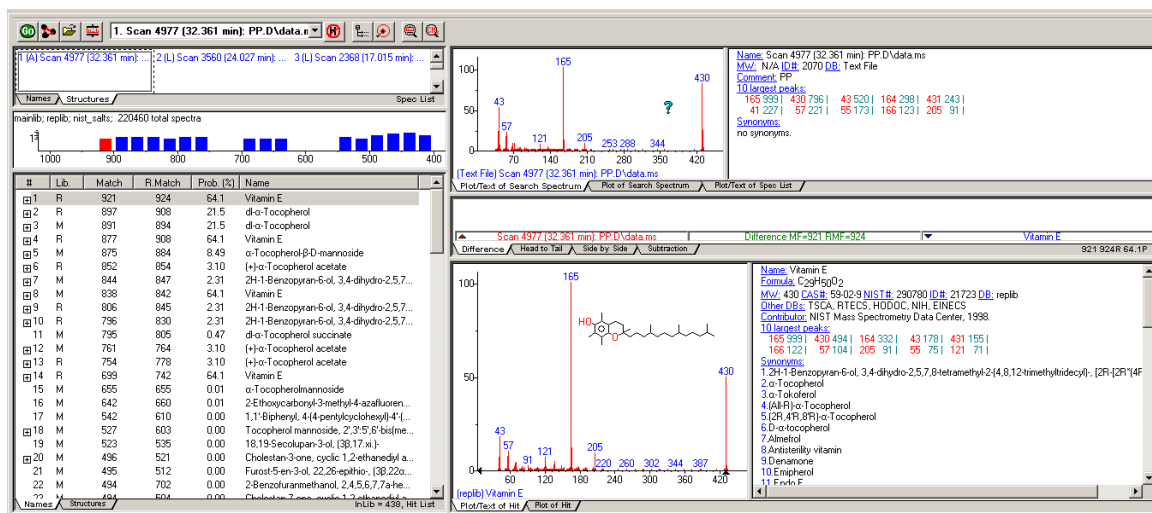 1. Scan 4977 (32.361 min): PP.D\data.n
1 (A) Scan 4977 (32.361 min): ... 2 (L) Scan 3560 (24.027 min): ... 3 (L) Scan 2368 (17.015 min): ...
Names Structures Spec List
mainlib; replib; nist_salts; 220460 total spectra
1000 900 800 700 600 500 400
# Lib. Match R.Match Prob. (%) Name
1 R 921 924 64.1 Vitamin E
2 R 897 908 21.5 dl-α-Tocopherol
3 M 891 894 21.5 dl-α-Tocopherol
4 R 877 908 64.1 Vitamin E
5 M 875 884 8.49 α-Tocopherol-β-D-mannoside
6 R 852 854 3.10 (+)-α-Tocopherol acetate
7 M 844 847 2.31 2H-1-Benzopyran-6-ol, 3,4-dihydro-2,5,7...
8 M 838 842 64.1 Vitamin E
9 R 806 845 2.31 2H-1-Benzopyran-6-ol, 3,4-dihydro-2,5,7...
10 R 796 830 2.31 2H-1-Benzopyran-6-ol, 3,4-dihydro-2,5,7...
11 M 795 805 0.47 dl-α-Tocopherol succinate
12 M 761 764 3.10 (+)-α-Tocopherol acetate
13 R 754 778 3.10 (+)-α-Tocopherol acetate
14 R 699 742 64.1 Vitamin E
15 M 655 655 0.01 α-Tocopherolmannoside
16 M 642 660 0.01 2-Ethoxycarbonyl-3-methyl-4-azafluoren...
17 M 542 610 0.00 1,1'-Biphenyl, 4-(4-pentylcyclohexyl)-4'-(...
18 M 527 603 0.00 Tocopherol mannoside, 2',3':5',6'-bis(me...
19 M 523 535 0.00 18,19-Secolupan-3-ol, (3β,17.xi.)-
20 M 496 521 0.00 Cholestan-3-one, cyclic 1,2-ethanediyl a...
21 M 495 512 0.00 Furost-5-en-3-ol, 22,26-epithio-, (3β,22α...
22 M 494 702 0.00 2-Benzofuranmethanol, 2,4,5,6,7,7a-he...
Names Structures InLib = 438, Hit List
100 50 0
165 430 43 57 121 205 253 288 344
?
70 140 210 280 350 420
(Text File) Scan 4977 (32.361 min): PP.D\data.ms
Plot/Text of Search Spectrum Plot of Search Spectrum Plot/Text of Spec List
Name: Scan 4977 (32.361 min): PP.D\data.ms
MW: N/A ID#: 2070 DB: Text File
Comment: PP
10 largest peaks:
165 999 | 430 796 | 43 520 | 164 298 | 431 243 |
41 227 | 57 221 | 55 173 | 166 123 | 205 91 |
Synonyms:
no synonyms.
Scan 4977 (32.361 min): PP.D\data.ms Difference MF=921 RMF=924 Vitamin E
Difference Head to Tail Side by Side Subtraction 921 924R 64.1P
100 50 0
165 HO O 430 43 57 91 121 205 220 260 302 344 387
60 120 180 240 300 360 420
(replib) Vitamin E
Plot/Text of Hit Plot of Hit
Name: Vitamin E
Formula: C29H50O2
MW: 430 CAS#: 59-02-9 NIST#: 290780 ID#: 21723 DB: replib
Other DBs: TSCA, RTECS, HODOC, NIH, EINECS
Contributor: NIST Mass Spectrometry Data Center, 1998.
10 largest peaks:
165 999 | 430 494 | 164 332 | 43 178 | 431 155 |
166 122 | 57 104 | 205 91 | 55 75 | 121 71 |
Synonyms:
1.2H-1-Benzopyran-6-ol, 3,4-dihydro-2,5,7,8-tetramethyl-2-(4,8,12-trimethyltridecyl)-, [2R-[2R*(4F
2.α-Tocopherol
3.α-Tokoferol
4.(All-R)-α-Tocopherol
5.(2R,4'R,8'R)-α-Tocopherol
6.D-α-tocopherol
7.Almefrol
8.Antisterility vitamin
9.Denamone
10.Emipherol
11.Endo E